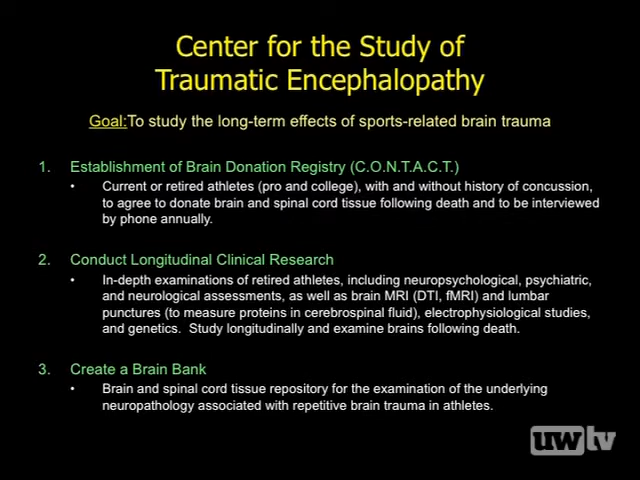 Center for the Study of
Traumatic Encephalopathy
Goal:To study the long-term effects of sports-related brain trauma
1. Establishment of Brain Donation Registry (C.O.N.T.A.C.T.)
• Current or retired athletes (pro and college), with and without history of concussion,
to agree to donate brain and spinal cord tissue following death and to be interviewed
by phone annually.
2. Conduct Longitudinal Clinical Research
• In-depth examinations of retired athletes, including neuropsychological, psychiatric,
and neurological assessments, as well as brain MRI (DTI, fMRI) and lumbar
punctures (to measure proteins in cerebrospinal fluid), electrophysiological studies,
and genetics. Study longitudinally and examine brains following death.
3. Create a Brain Bank
• Brain and spinal cord tissue repository for the examination of the underlying
neuropathology associated with repetitive brain trauma in athletes.
uwtv